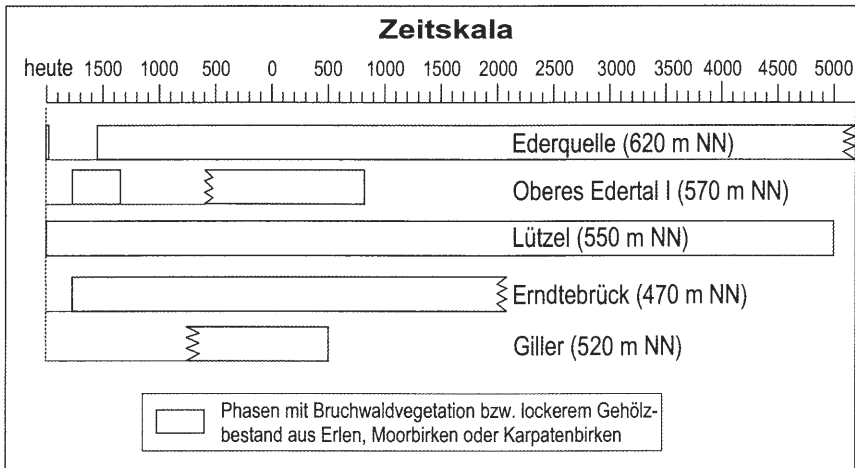 Zeitskala
heute 1500 1000 500 0 500 1000 1500 2000 2500 3000 3500 4000 4500 5000
Ederquelle (620 m NN)
Oberes Edertal I (570 m NN)
Lützel (550 m NN)
Erndtebrück (470 m NN)
Giller (520 m NN)
Phasen mit Bruchwaldvegetation bzw. lockerem Gehölz-
bestand aus Erlen, Moorbirken oder Karpatenbirken